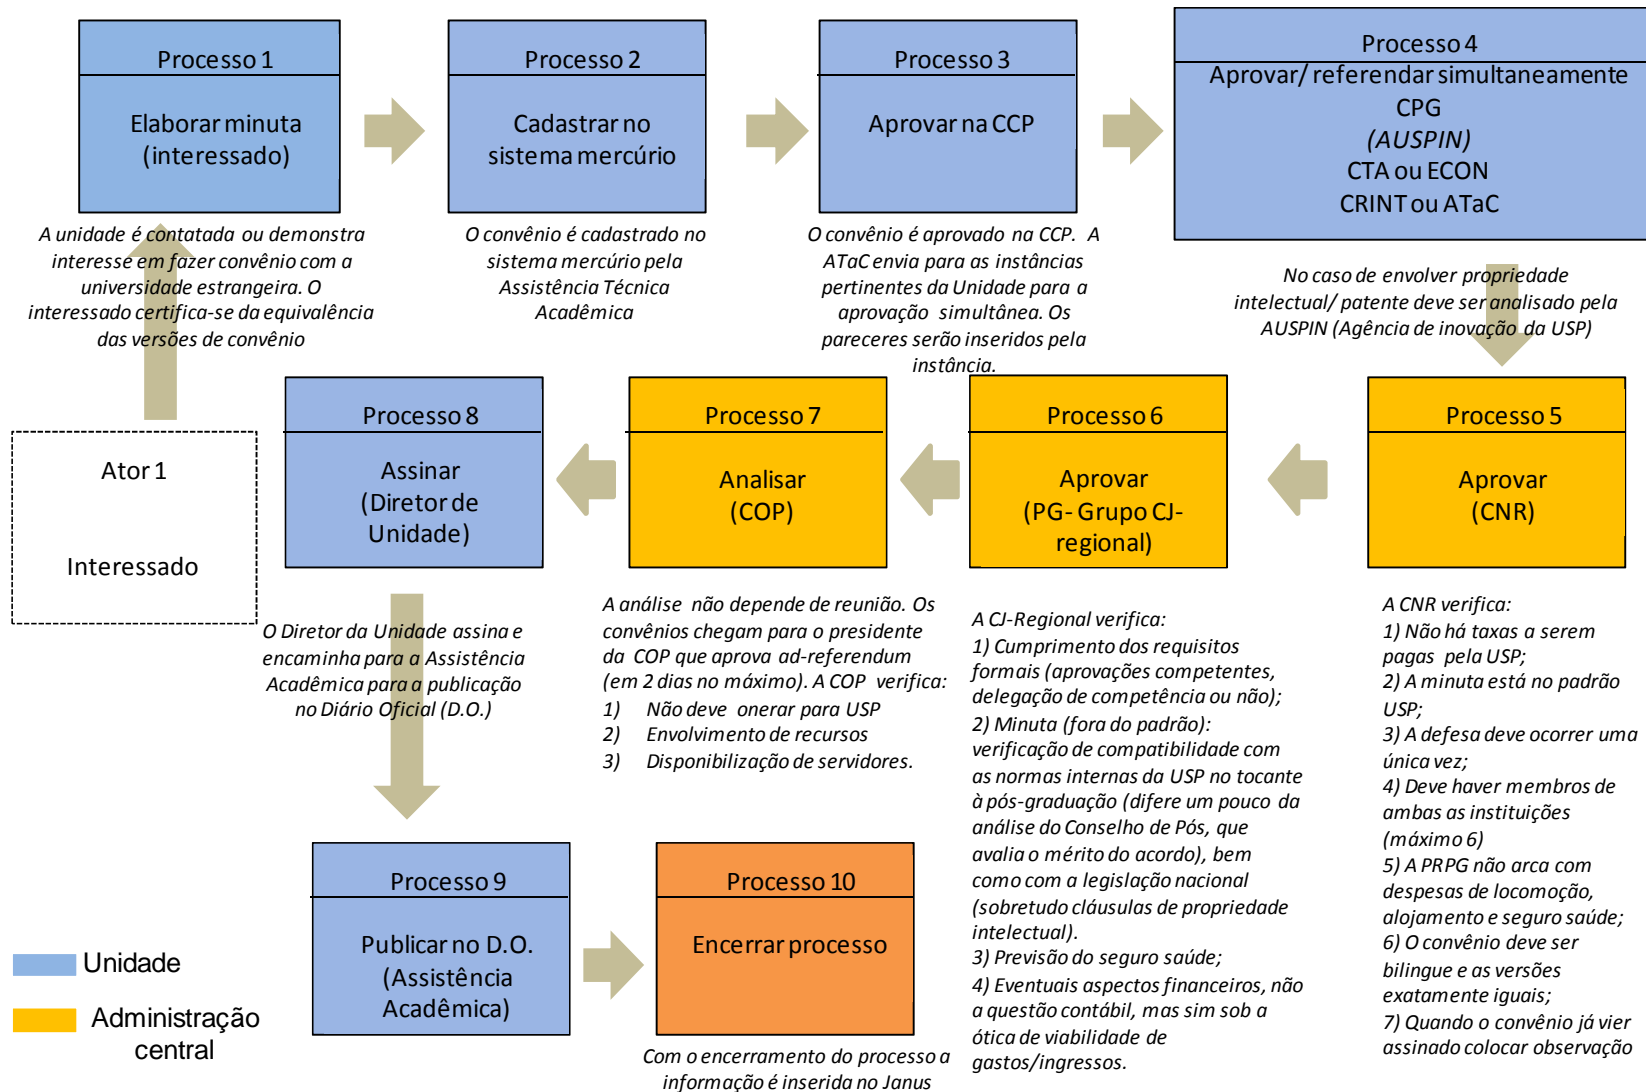 Processo 1
Elaborar minuta
(interessado)
A unidade é contatada ou demonstra
interesse em fazer convênio com a
universidade estrangeira. O
interessado certifica-se da equivalência
das versões de convênio
Processo 2
Cadastrar no
sistema mercúrio
O convênio é cadastrado no
sistema mercúrio pela
Assistência Técnica
Acadêmica
Processo 3
Aprovar na CCP
O convênio é aprovado na CCP. A
ATaC envia para as instâncias
pertinentes da Unidade para a
aprovação simultânea. Os
pareceres serão inseridos pela
instância.
Processo 4
Aprovar/ referendar simultaneamente
CPG
(AUSPIN)
CTA ou ECON
CRINT ou ATaC
No caso de envolver propriedade
intelectual/ patente deve ser analisado pela
AUSPIN (Agência de inovação da USP)
Ator 1
Interessado
Processo 8
Assinar
(Diretor de
Unidade)
O Diretor da Unidade assina e
encaminha para a Assistência
Acadêmica para a publicação
no Diário Oficial (D.O.)
Processo 7
Analisar
(COP)
A análise não depende de reunião. Os
convênios chegam para o presidente
da COP que aprova ad-referendum
(em 2 dias no máximo). A COP verifica:
1) Não deve onerar para USP
2) Envolvimento de recursos
3) Disponibilização de servidores.
Processo 6
Aprovar
(PG- Grupo CJ-
regional)
A CJ-Regional verifica:
1) Cumprimento dos requisitos
formais (aprovações competentes,
delegação de competência ou não);
2) Minuta (fora do padrão):
verificação de compatibilidade com
as normas internas da USP no tocante
à pós-graduação (difere um pouco da
análise do Conselho de Pós, que
avalia o mérito do acordo), bem
como com a legislação nacional
(sobretudo cláusulas de propriedade
intelectual).
3) Previsão do seguro saúde;
4) Eventuais aspectos financeiros, não
a questão contábil, mas sim sob a
ótica de viabilidade de
gastos/ingressos.
Processo 5
Aprovar
(CNR)
A CNR verifica:
1) Não há taxas a serem
pagas pela USP;
2) A minuta está no padrão
USP;
3) A defesa deve ocorrer uma
única vez;
4) Deve haver membros de
ambas as instituições
(máximo 6)
5) A PRPG não arca com
despesas de locomoção,
alojamento e seguro saúde;
6) O convênio deve ser
bilingue e as versões
exatamente iguais;
7) Quando o convênio já vier
assinado colocar observação
Processo 9
Publicar no D.O.
(Assistência
Acadêmica)
Processo 10
Encerrar processo
Com o encerramento do processo a
informação é inserida no Janus
Unidade
Administração
central